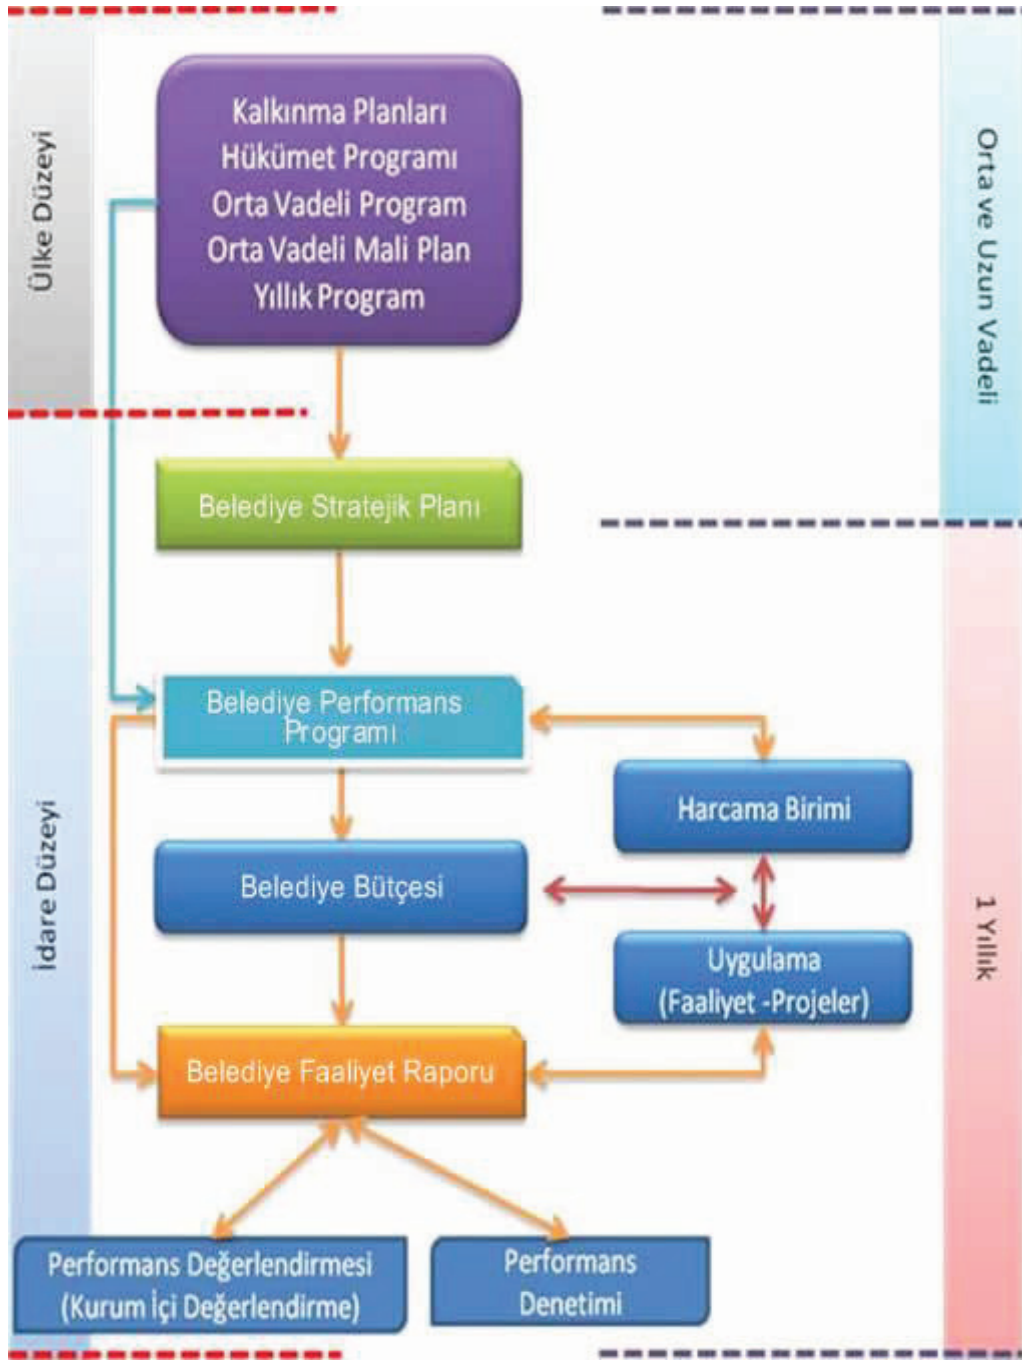 Ülke Düzeyi
Kalkınma Planları
Hükümet Programı
Orta Vadeli Program
Orta Vadeli Mali Plan
Yıllık Program
Orta ve Uzun Vadeli
Belediye Stratejik Planı
İdare Düzeyi
Belediye Performans
Programı
Harcama Birimi
Belediye Bütçesi
1 Yıllık
Uygulama
(Faaliyet -Projeler)
Belediye Faaliyet Raporu
Performans Değerlendirmesi
(Kurum İçi Değerlendirme)
Performans
Denetimi